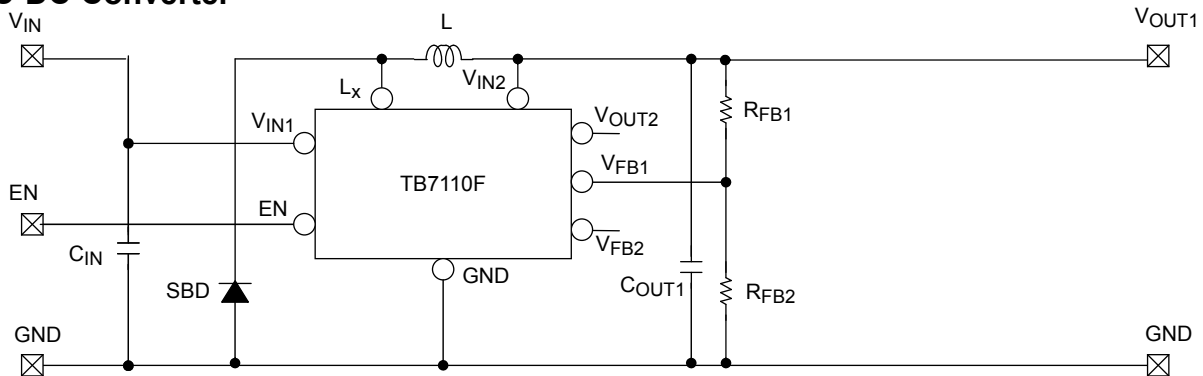 DC Converter
VIN
L
VOUT1
LX
VIN2
VIN1
VOUT2
RFB1
VFB1
TB7110F
EN
EN
VFB2
CIN
GND
SBD
COUT1
RFB2
GND
GND